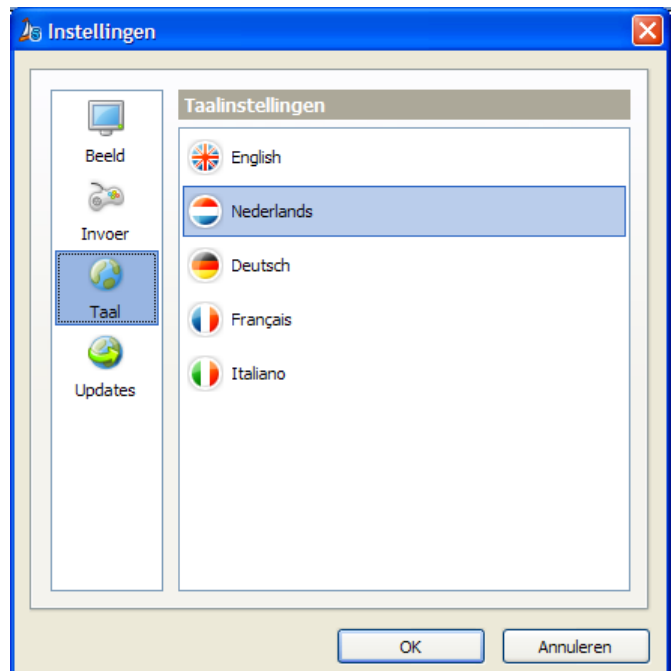 Instellingen
Taalinstellingen
Beeld
Invoer
Taal
Updates
English
Nederlands
Deutsch
Français
Italiano
OK
Annuleren